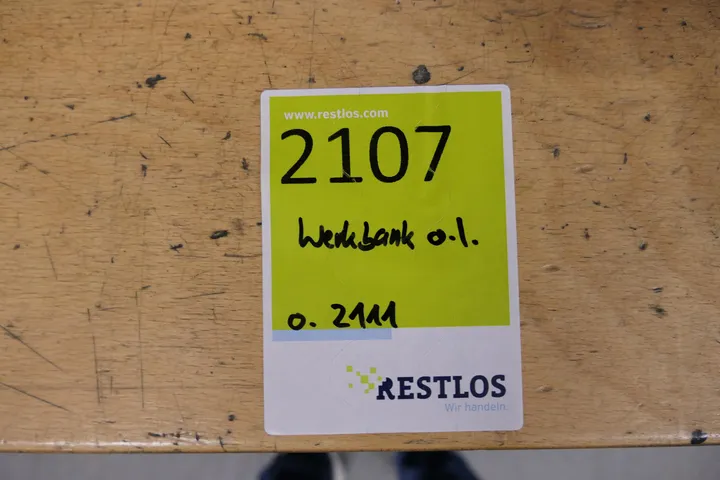 www.restlos.com
2107
Werkbank o.I.
o. 2111
RESTLOS
Wir handeln.